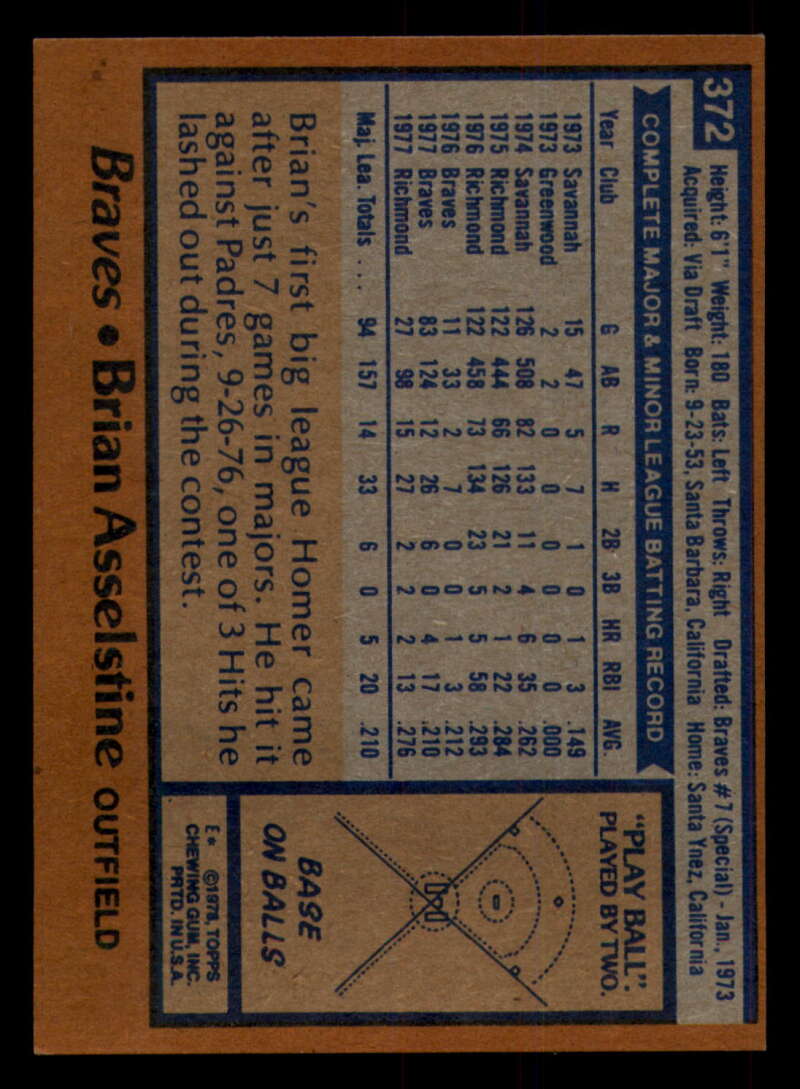 372
Height: 6'1" Weight: 180 Bats: Left Throws: Right Drafted: Braves #7 (Special) - Jan., 1973
Acquired: Via Draft Born: 9-23-53, Santa Barbara, California Home: Santa Ynez, California
COMPLETE MAJOR & MINOR LEAGUE BATTING RECORD
Year Club G AB R H 2B 3B HR RBI AVG.
1973 Savannah 15 47 5 7 1 0 1 3 .149
1973 Greenwood 2 2 0 0 0 0 0 0 .000
1974 Savannah 126 508 82 133 11 4 6 35 .262
1975 Richmond 122 444 66 126 21 2 1 22 .284
1976 Richmond 122 458 73 134 23 5 5 58 .293
1976 Braves 11 33 2 7 0 0 1 3 .212
1977 Braves 83 124 12 26 6 0 4 17 .210
1977 Richmond 27 98 15 27 2 2 2 13 .276
Maj. Lea. Totals . . . 94 157 14 33 6 0 5 20 .210
Brian's first big league Homer came
after just 7 games in majors. He hit it
against Padres, 9-26-76, one of 3 Hits he
lashed out during the contest.
"PLAY BALL".
PLAYED BY TWO.
BASE
ON BALLS
E* ©1978, TOPPS
CHEWING GUM, INC.
PRTD. IN U.S.A.
Braves • Brian Asselstine OUTFIELD